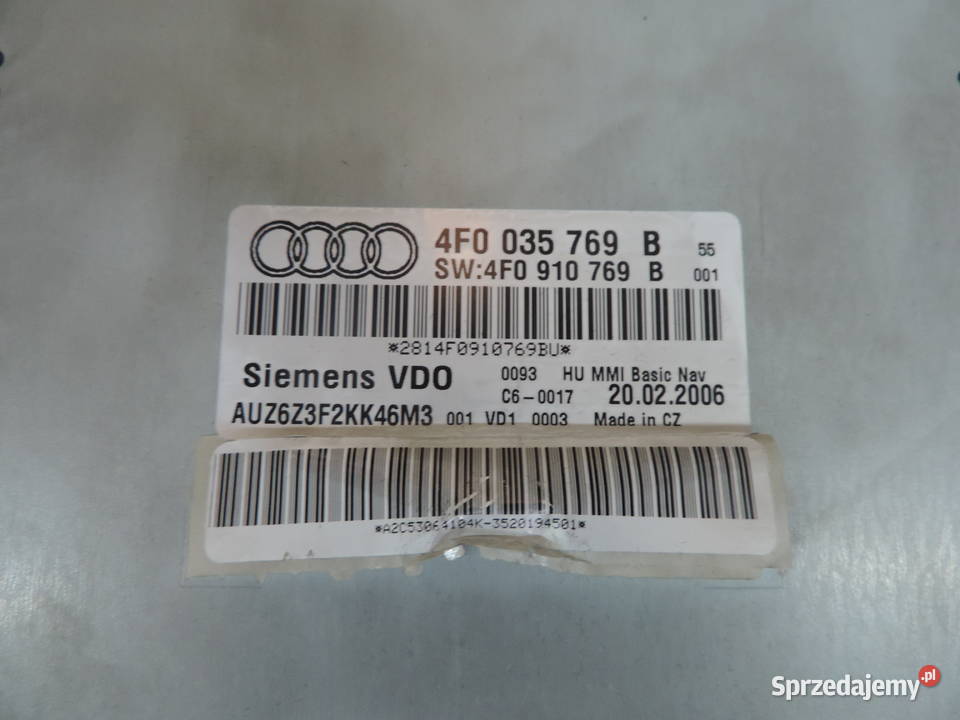 4F0 035 769 B 55
SW:4F0 910 769 B 001
*2814F0910769BU*
Siemens VDO 0093 HU MMI Basic Nav
C6-0017 20.02.2006
AUZ6Z3F2KK46M3 001 VD1 0003 Made in CZ
*A2C53064104K-3520194501*
Sprzedajemy.pl